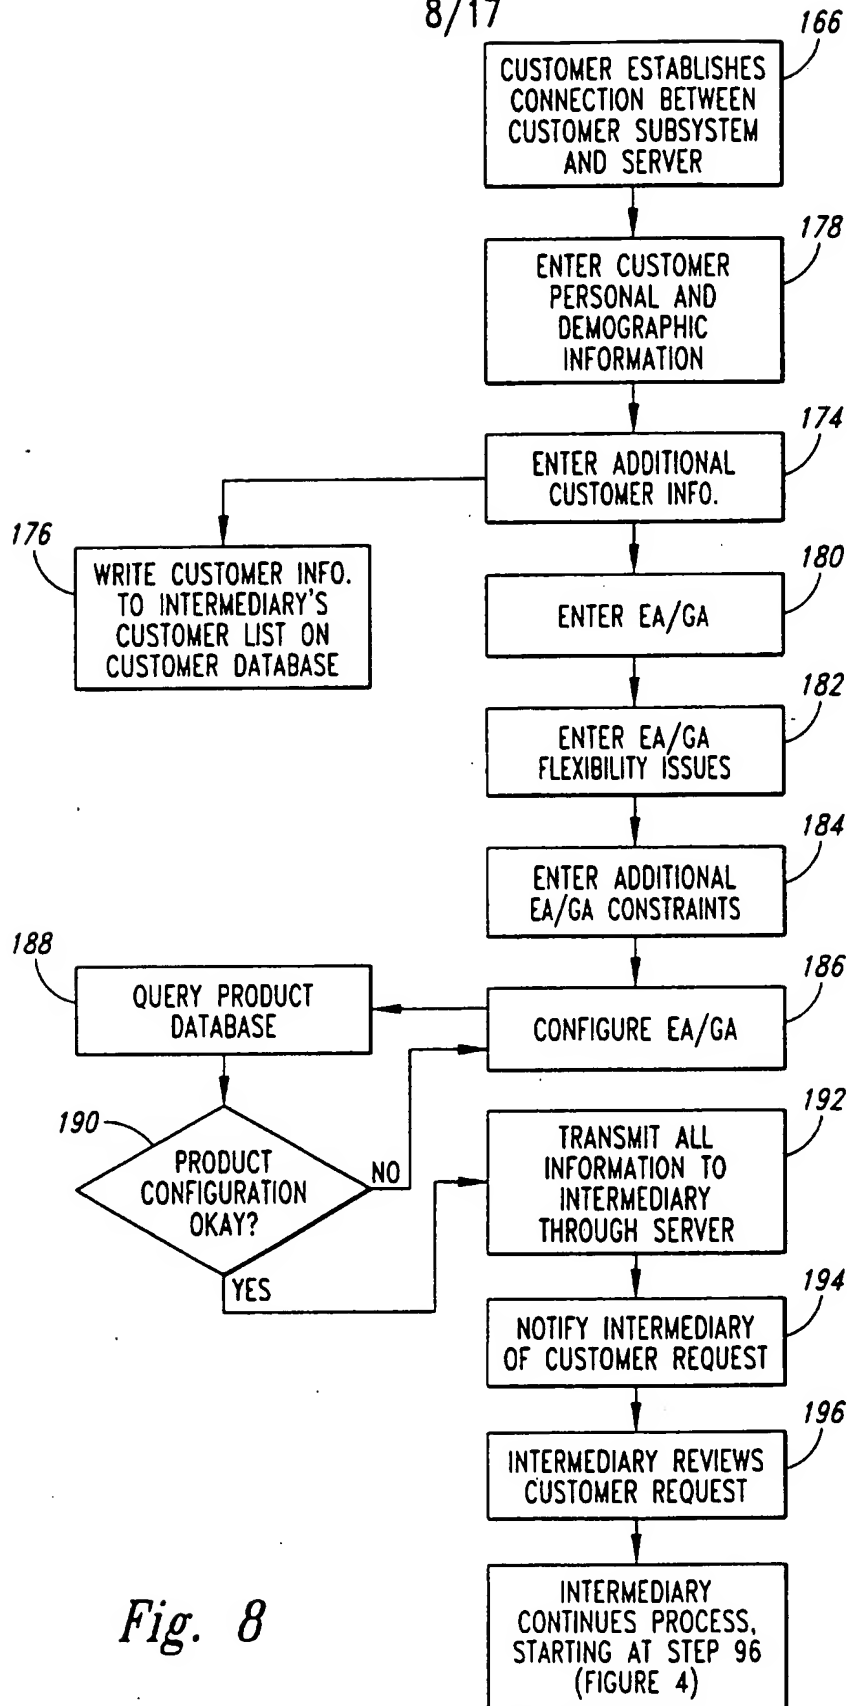 8/17
166
CUSTOMER ESTABLISHES
CONNECTION BETWEEN
CUSTOMER SUBSYSTEM
AND SERVER
178
ENTER CUSTOMER
PERSONAL AND
DEMOGRAPHIC
INFORMATION
174
ENTER ADDITIONAL
CUSTOMER INFO.
176
WRITE CUSTOMER INFO.
TO INTERMEDIARY'S
CUSTOMER LIST ON
CUSTOMER DATABASE
180
ENTER EA/GA
182
ENTER EA/GA
FLEXIBILITY ISSUES
184
ENTER ADDITIONAL
EA/GA CONSTRAINTS
186
CONFIGURE EA/GA
188
QUERY PRODUCT
DATABASE
190
PRODUCT
CONFIGURATION
OKAY?
NO
YES
192
TRANSMIT ALL
INFORMATION TO
INTERMEDIARY
THROUGH SERVER
194
NOTIFY INTERMEDIARY
OF CUSTOMER REQUEST
196
INTERMEDIARY REVIEWS
CUSTOMER REQUEST
INTERMEDIARY
CONTINUES PROCESS,
STARTING AT STEP 96
(FIGURE 4)
Fig. 8